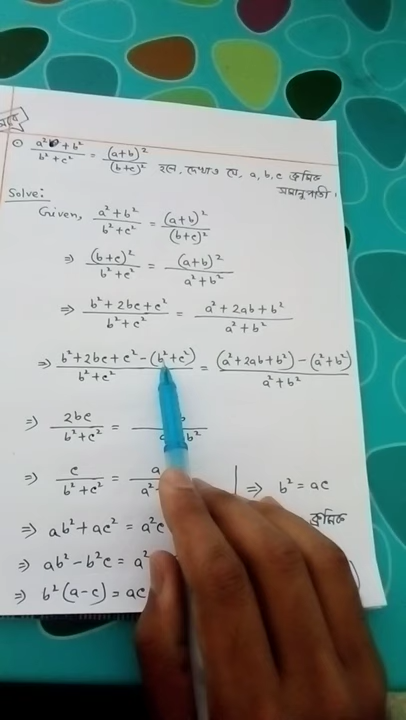 (a² + b²)/(b² + c²) = (a+b)²/(b+c)² হলে, দেখাও যে, a, b, c ক্রমিক
সমানুপাতী।
Solve:
Given, (a² + b²)/(b² + c²) = (a+b)²/(b+c)²
⇒ (b+c)²/(b² + c²) = (a+b)²/(a² + b²)
⇒ (b² + 2bc + c²)/(b² + c²) = (a² + 2ab + b²)/(a² + b²)
⇒ (b² + 2bc + c² - (b² + c²))/(b² + c²) = ((a² + 2ab + b²) - (a² + b²))/(a² + b²)
⇒ 2bc/(b² + c²) =
⇒ c/(b² + c²) =
⇒ b² = ac
⇒ ab² + ac² = a²c
ক্রমিক
⇒ ab² - b²c = a²
⇒ b²(a-c) = ac